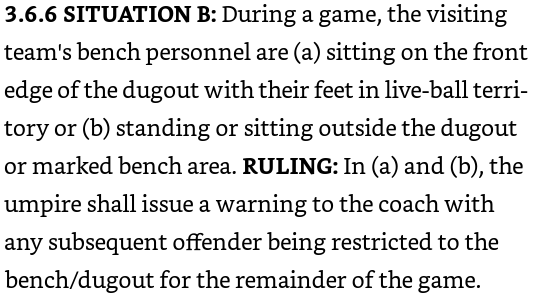 3.6.6 SITUATION B: During a game, the visiting
team's bench personnel are (a) sitting on the front
edge of the dugout with their feet in live-ball terri-
tory or (b) standing or sitting outside the dugout
or marked bench area. RULING: In (a) and (b), the
umpire shall issue a warning to the coach with
any subsequent offender being restricted to the
bench/dugout for the remainder of the game.